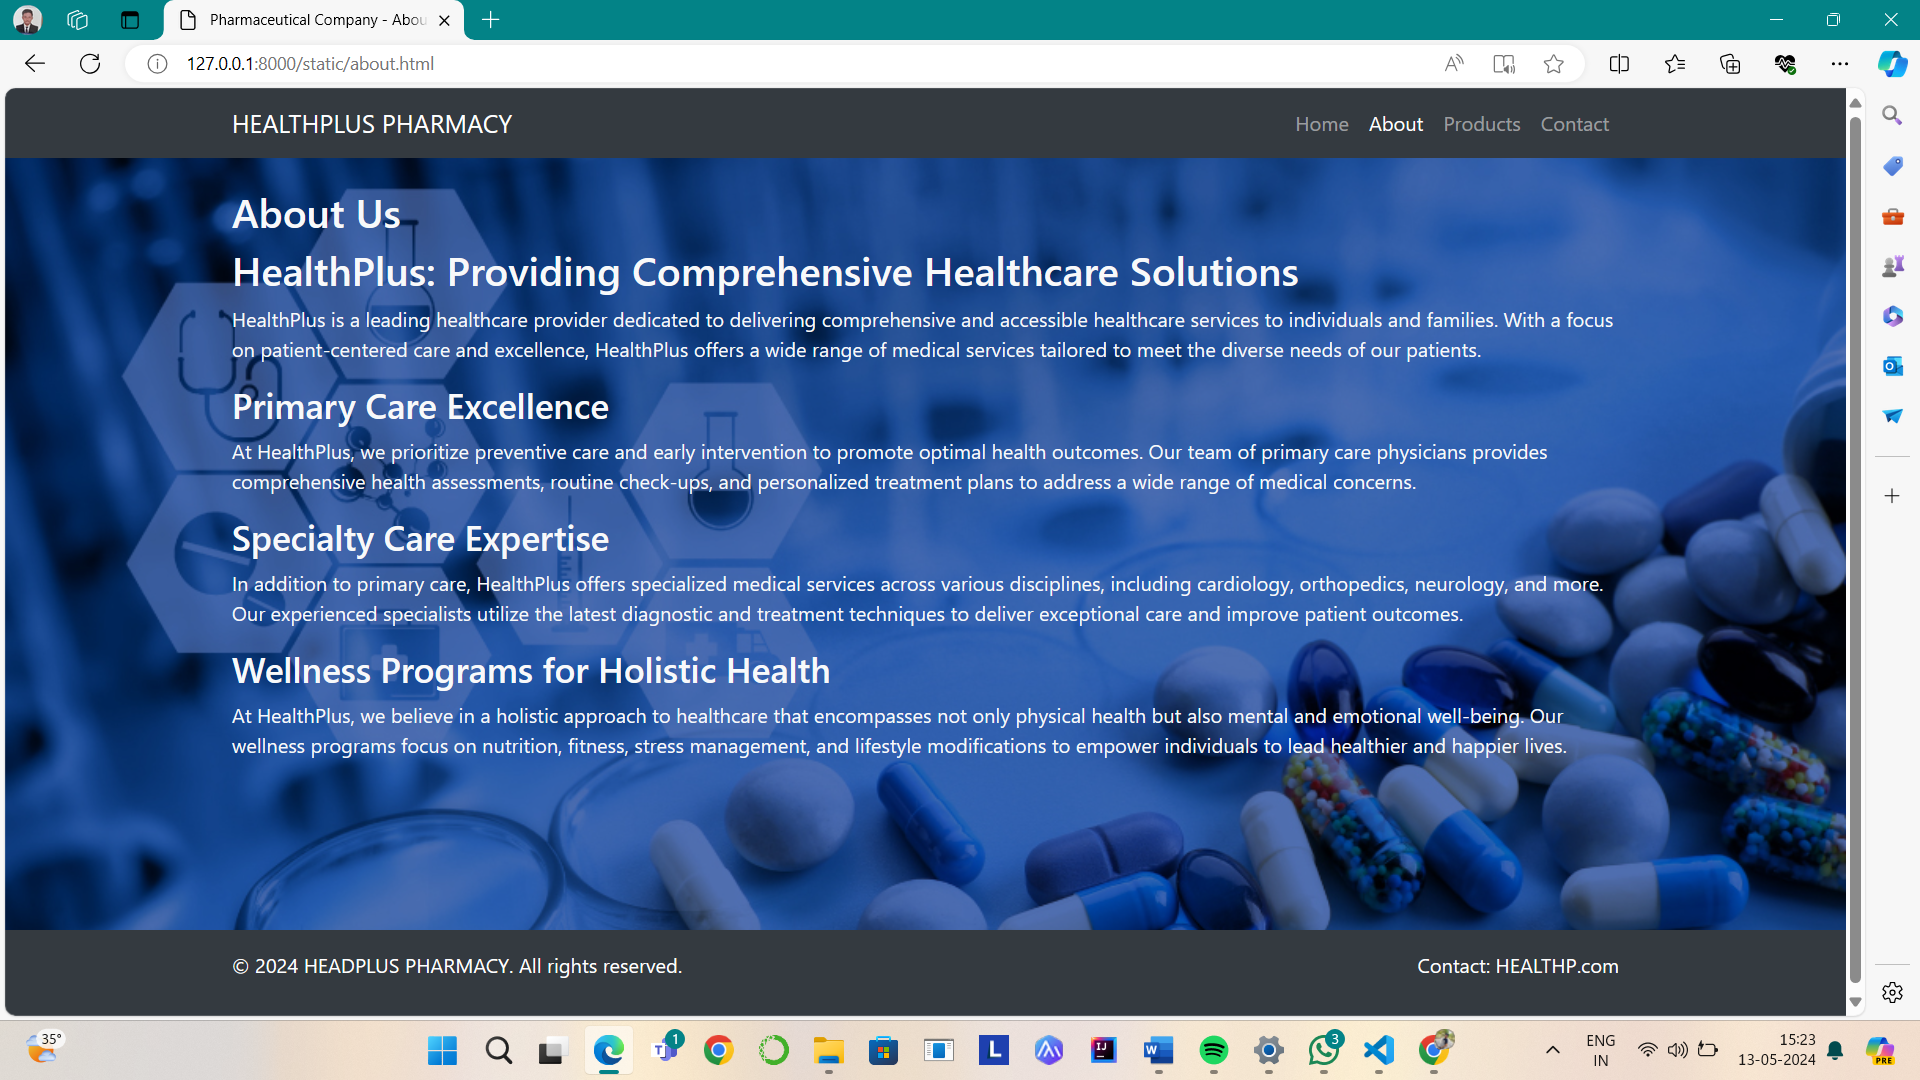 Pharmaceutical Company - Abou
127.0.0.1:8000/static/about.html
HEALTHPLUS PHARMACY
Home About Products Contact
About Us
HealthPlus: Providing Comprehensive Healthcare Solutions
HealthPlus is a leading healthcare provider dedicated to delivering comprehensive and accessible healthcare services to individuals and families. With a focus
on patient-centered care and excellence, HealthPlus offers a wide range of medical services tailored to meet the diverse needs of our patients.
Primary Care Excellence
At HealthPlus, we prioritize preventive care and early intervention to promote optimal health outcomes. Our team of primary care physicians provides
comprehensive health assessments, routine check-ups, and personalized treatment plans to address a wide range of medical concerns.
Specialty Care Expertise
In addition to primary care, HealthPlus offers specialized medical services across various disciplines, including cardiology, orthopedics, neurology, and more.
Our experienced specialists utilize the latest diagnostic and treatment techniques to deliver exceptional care and improve patient outcomes.
Wellness Programs for Holistic Health
At HealthPlus, we believe in a holistic approach to healthcare that encompasses not only physical health but also mental and emotional well-being. Our
wellness programs focus on nutrition, fitness, stress management, and lifestyle modifications to empower individuals to lead healthier and happier lives.
© 2024 HEADPLUS PHARMACY. All rights reserved.
Contact: HEALTHP.com
35°
1
L
IJ
W
3
ENG
IN
15:23
13-05-2024
PRE